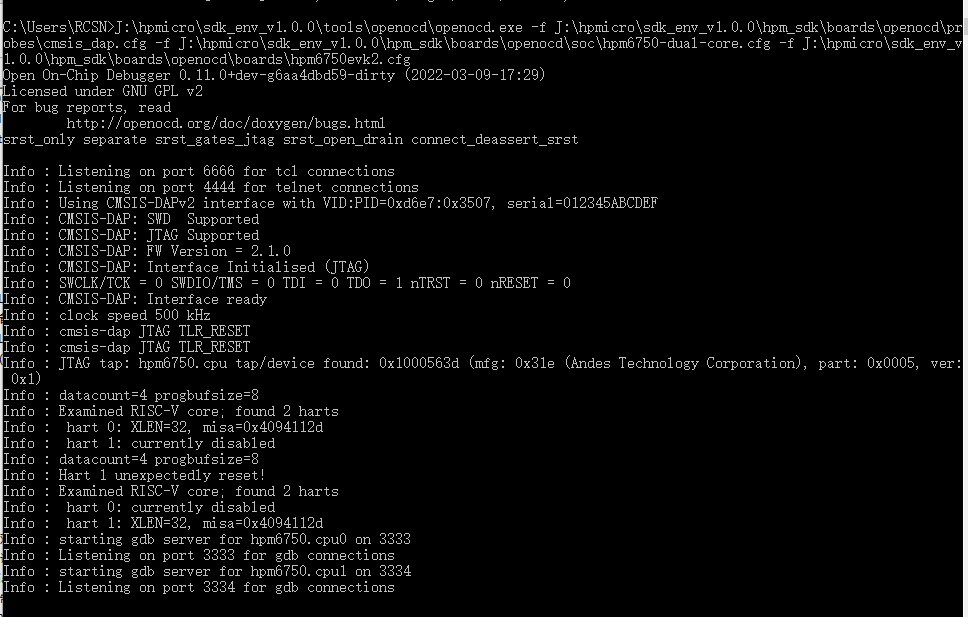 C:\Users\RCSN>J:\hpmicro\sdk_env_v1.0.0\tools\openocd\openocd.exe -f J:\hpmicro\sdk_env_v1.0.0\hpm_sdk\boards\openocd\pr
obes\cmsis_dap.cfg -f J:\hpmicro\sdk_env_v1.0.0\hpm_sdk\boards\openocd\soc\hpm6750-dual-core.cfg -f J:\hpmicro\sdk_env_v
1.0.0\hpm_sdk\boards\openocd\boards\hpm6750evk2.cfg
Open On-Chip Debugger 0.11.0+dev-g6aa4dbd59-dirty (2022-03-09-17:29)
Licensed under GNU GPL v2
For bug reports, read
http://openocd.org/doc/doxygen/bugs.html
srst_only separate srst_gates_jtag srst_open_drain connect_deassert_srst
Info : Listening on port 6666 for tcl connections
Info : Listening on port 4444 for telnet connections
Info : Using CMSIS-DAPv2 interface with VID:PID=0xd6e7:0x3507, serial=012345ABCDEF
Info : CMSIS-DAP: SWD  Supported
Info : CMSIS-DAP: JTAG Supported
Info : CMSIS-DAP: FW Version = 2.1.0
Info : CMSIS-DAP: Interface Initialised (JTAG)
Info : SWCLK/TCK = 0 SWDIO/TMS = 0 TDI = 0 TDO = 1 nTRST = 0 nRESET = 0
Info : CMSIS-DAP: Interface ready
Info : clock speed 500 kHz
Info : cmsis-dap JTAG TLR_RESET
Info : cmsis-dap JTAG TLR_RESET
Info : JTAG tap: hpm6750.cpu tap/device found: 0x1000563d (mfg: 0x31e (Andes Technology Corporation), part: 0x0005, ver:
0x1)
Info : datacount=4 progbufsize=8
Info : Examined RISC-V core; found 2 harts
Info :  hart 0: XLEN=32, misa=0x4094112d
Info :  hart 1: currently disabled
Info : datacount=4 progbufsize=8
Info : Hart 1 unexpectedly reset!
Info : Examined RISC-V core; found 2 harts
Info :  hart 0: currently disabled
Info :  hart 1: XLEN=32, misa=0x4094112d
Info : starting gdb server for hpm6750.cpu0 on 3333
Info : Listening on port 3333 for gdb connections
Info : starting gdb server for hpm6750.cpu1 on 3334
Info : Listening on port 3334 for gdb connections